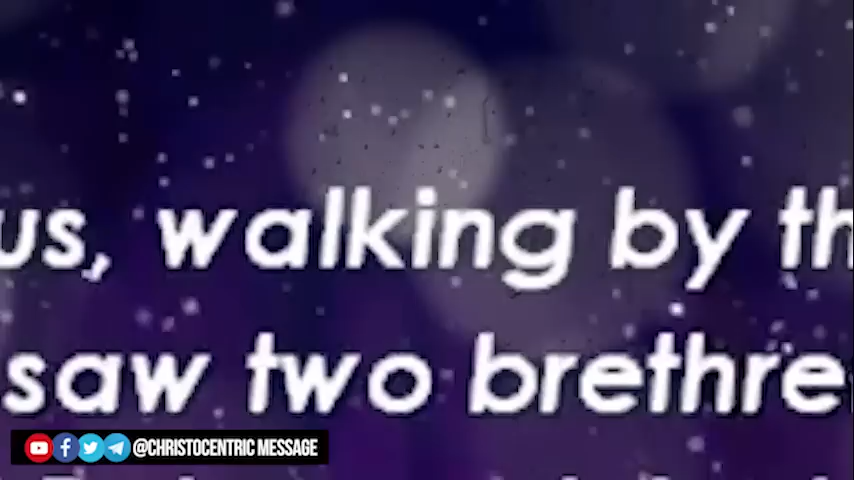 us, walking by th
saw two brethre
@CHRISTOCENTRIC MESSAGE